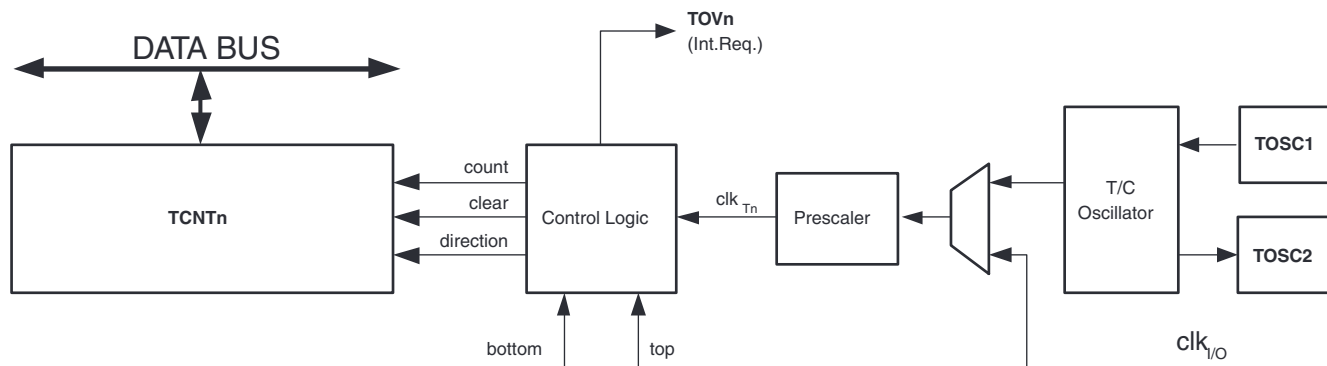 TOVn
(Int.Req.)
DATA BUS
TOSC1
count
T/C
Oscillator
clk Tn
TCNTn
clear
Control Logic
Prescaler
direction
TOSC2
bottom
top
clkI/O